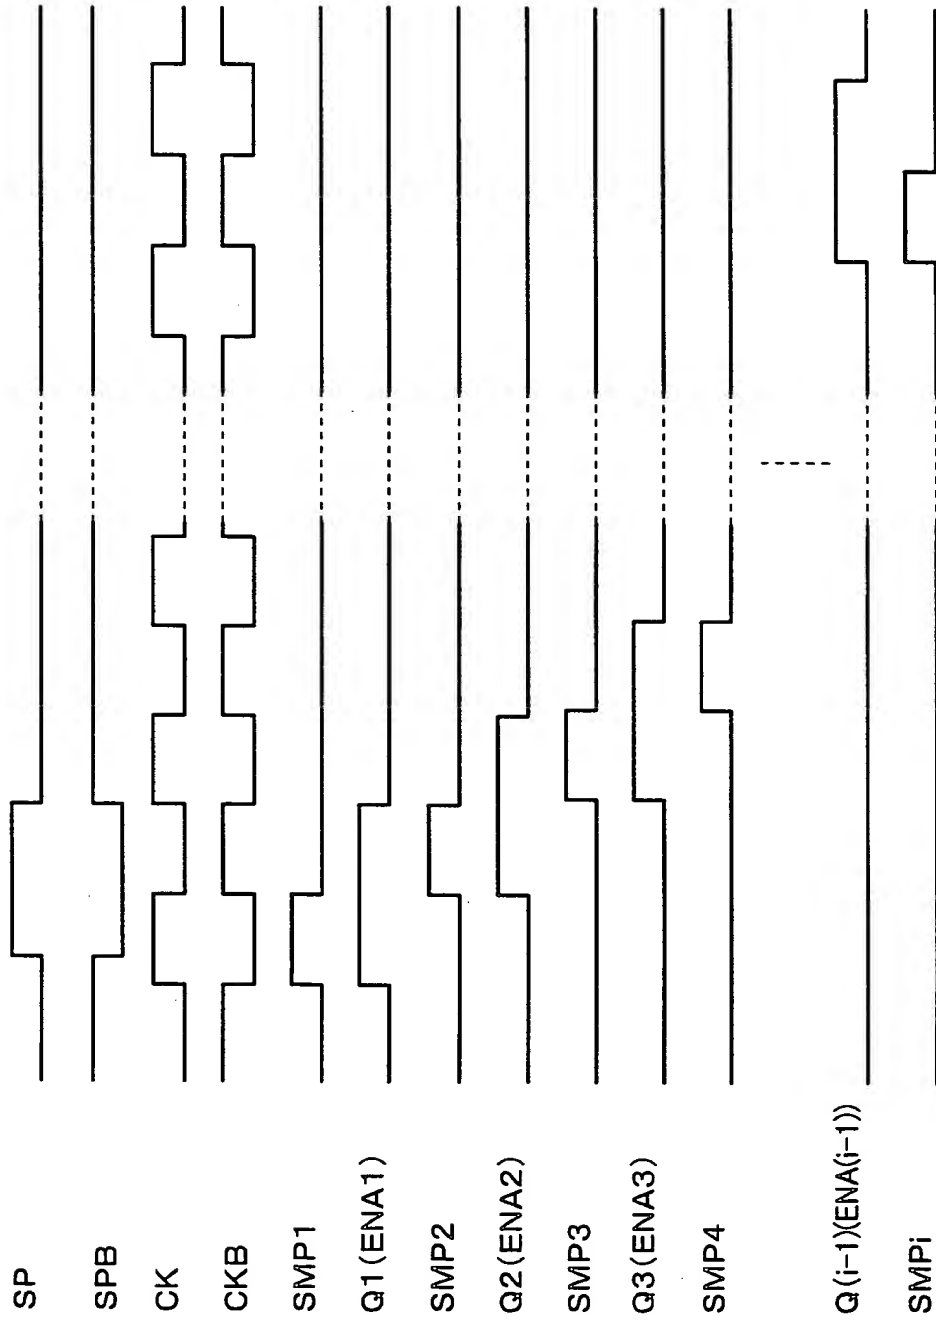 SP
SPB
CK
CKB
SMP1
Q1(ENA1)
SMP2
Q2(ENA2)
SMP3
Q3(ENA3)
SMP4
Q(i-1)(ENA(i-1))
SMPi